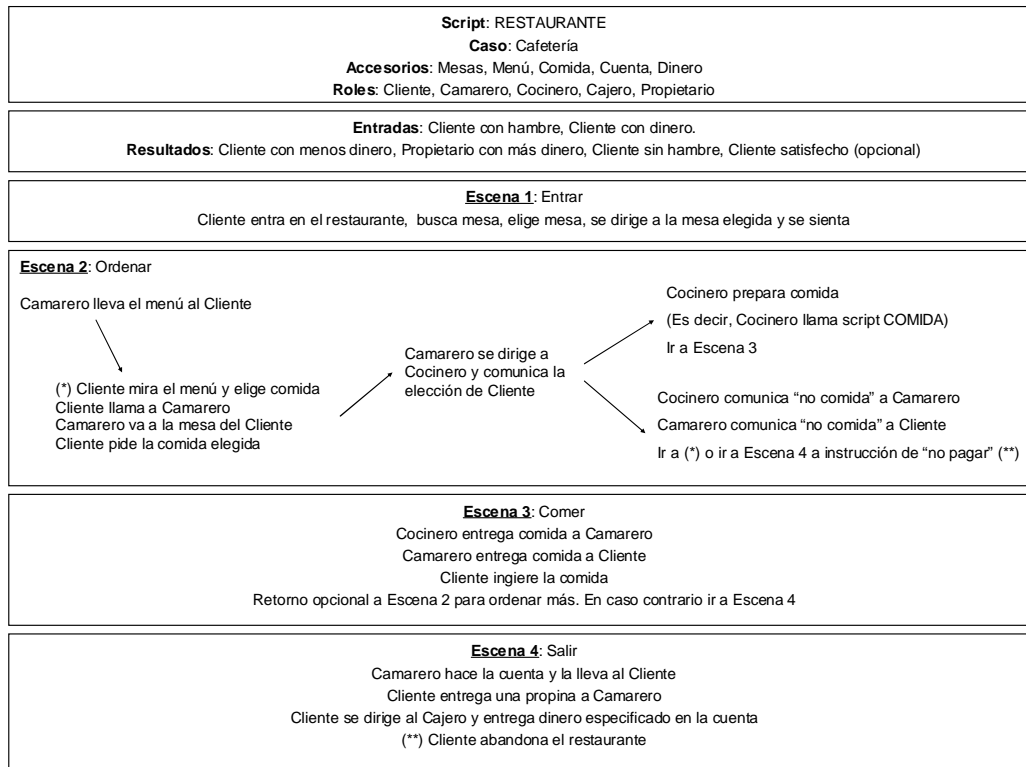 Script: RESTAURANTE
Caso: Cafetería
Accesorios: Mesas, Menú, Comida, Cuenta, Dinero
Roles: Cliente, Camarero, Cocinero, Cajero, Propietario
Entradas: Cliente con hambre, Cliente con dinero.
Resultados: Cliente con menos dinero, Propietario con más dinero, Cliente sin hambre, Cliente satisfecho (opcional)
Escena 1: Entrar
Cliente entra en el restaurante, busca mesa, elige mesa, se dirige a la mesa elegida y se sienta
Escena 2: Ordenar
Camarero lleva el menú al Cliente
(*) Cliente mira el menú y elige comida
Cliente llama a Camarero
Camarero va a la mesa del Cliente
Cliente pide la comida elegida
Camarero se dirige a
Cocinero y comunica la
elección de Cliente
Cocinero prepara comida
(Es decir, Cocinero llama script COMIDA)
Ir a Escena 3
Cocinero comunica “no comida” a Camarero
Camarero comunica “no comida” a Cliente
Ir a (*) o ir a Escena 4 a instrucción de “no pagar” (**)
Escena 3: Comer
Cocinero entrega comida a Camarero
Camarero entrega comida a Cliente
Cliente ingiere la comida
Retorno opcional a Escena 2 para ordenar más. En caso contrario ir a Escena 4
Escena 4: Salir
Camarero hace la cuenta y la lleva al Cliente
Cliente entrega una propina a Camarero
Cliente se dirige al Cajero y entrega dinero especificado en la cuenta
(**) Cliente abandona el restaurante